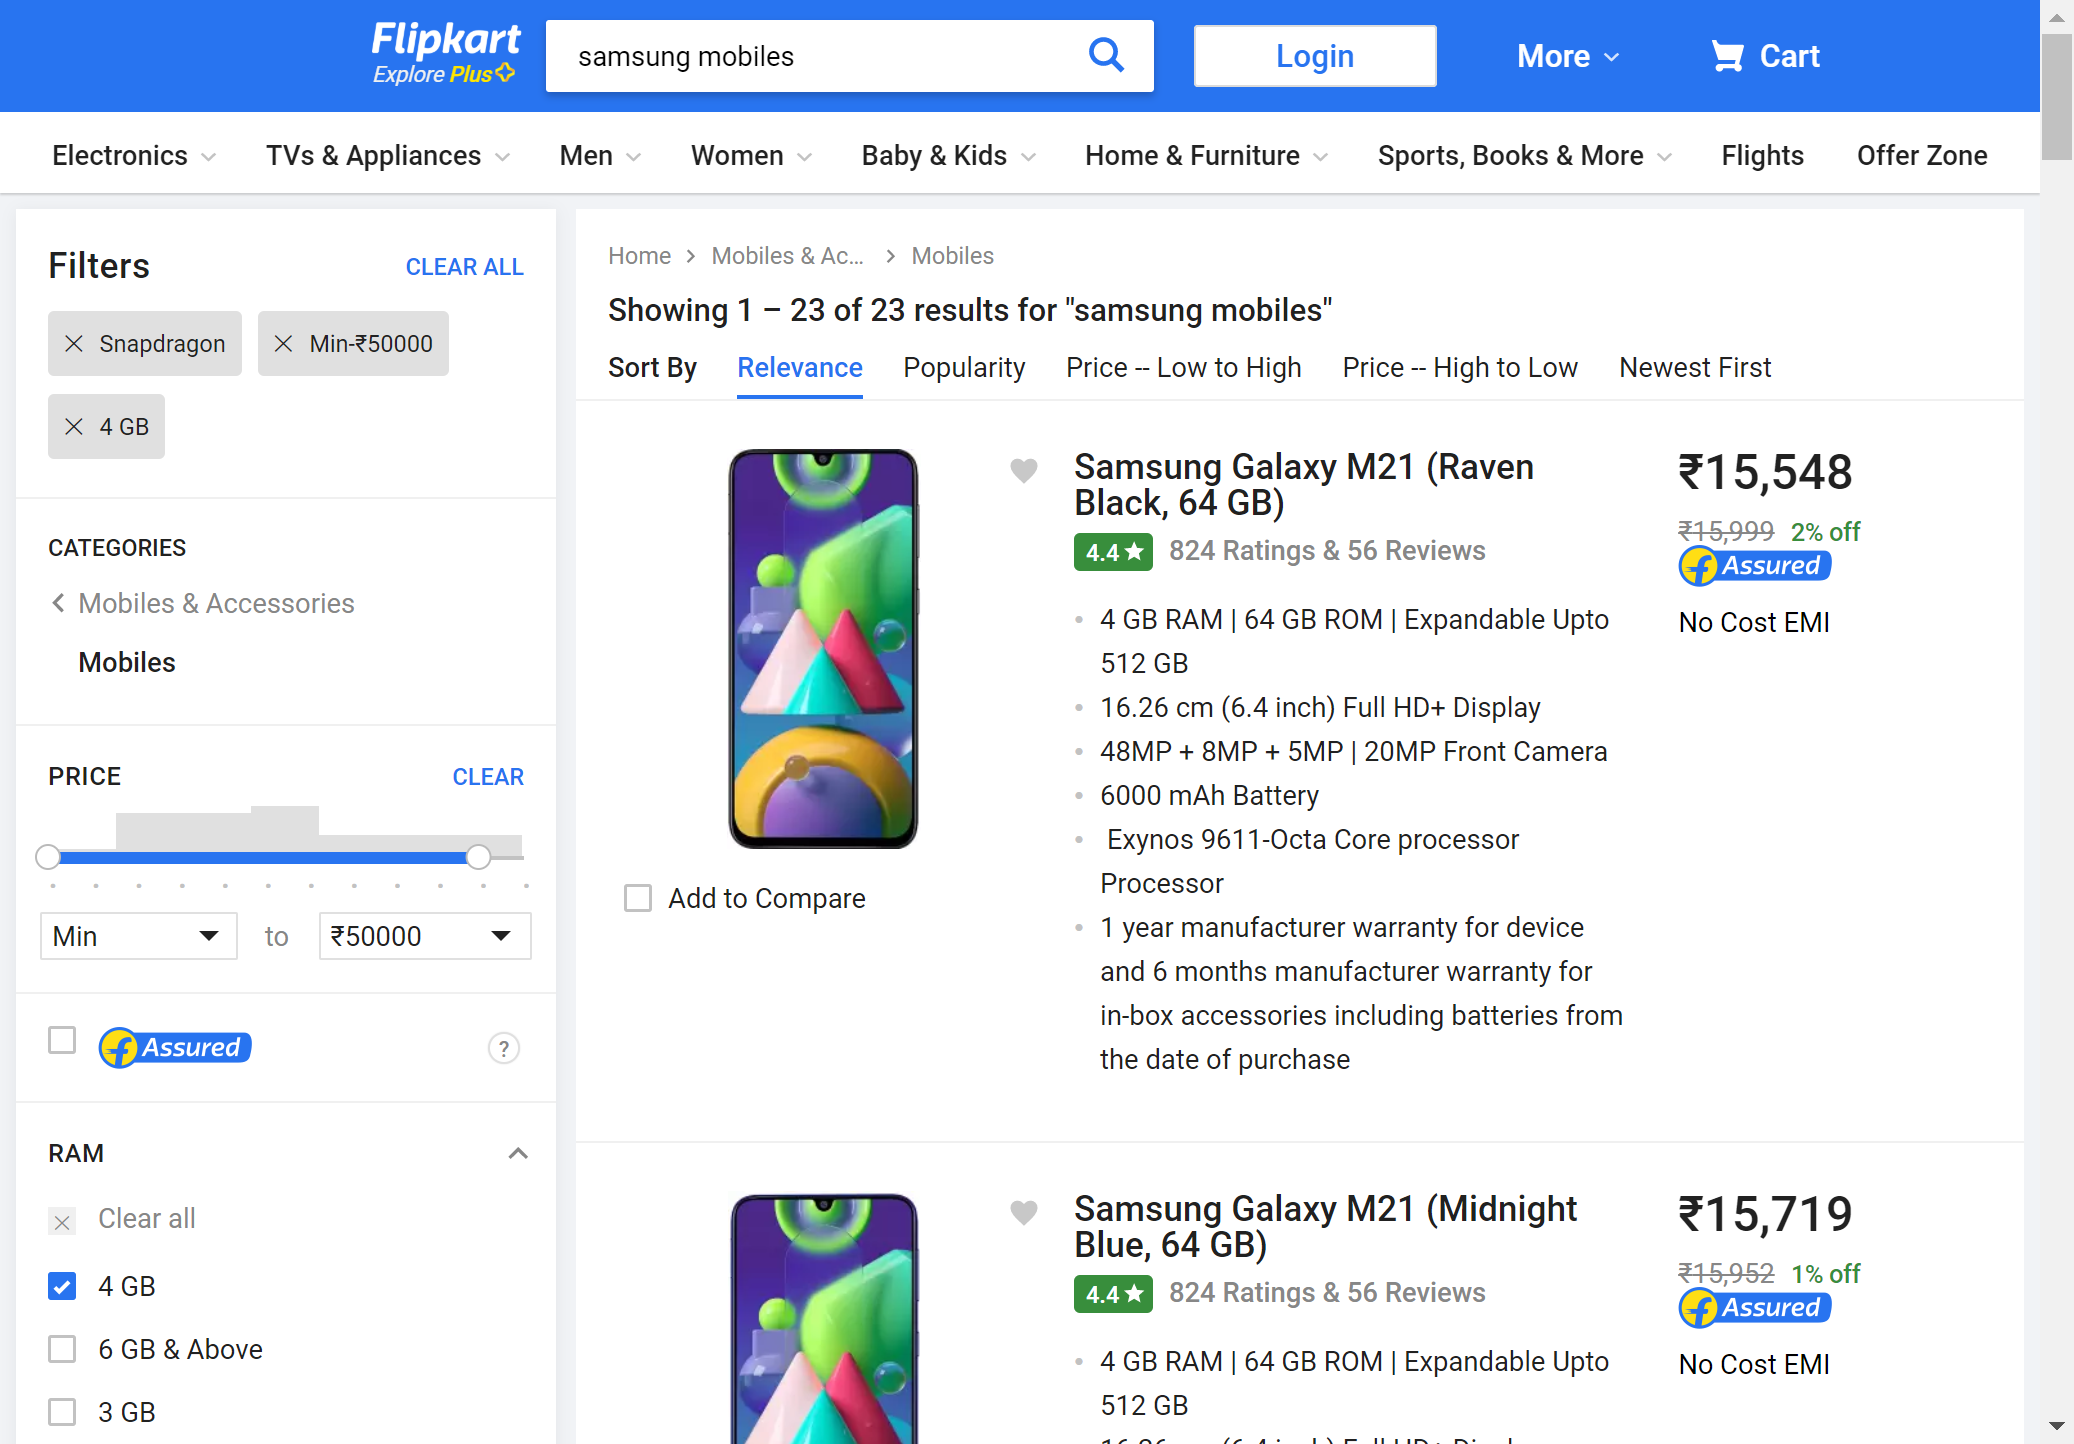 Flipkart
Explore Plus
samsung mobiles
Login
More
Cart
Electronics
TVs & Appliances
Men
Women
Baby & Kids
Home & Furniture
Sports, Books & More
Flights
Offer Zone
Filters
CLEAR ALL
Snapdragon
Min-₹50000
4 GB
CATEGORIES
Mobiles & Accessories
Mobiles
PRICE
CLEAR
Min
to
₹50000
Assured
?
RAM
Clear all
4 GB
6 GB & Above
3 GB
Home
Mobiles & Ac...
Mobiles
Showing 1 – 23 of 23 results for "samsung mobiles"
Sort By
Relevance
Popularity
Price -- Low to High
Price -- High to Low
Newest First
Add to Compare
Samsung Galaxy M21 (Raven
Black, 64 GB)
4.4
824 Ratings & 56 Reviews
4 GB RAM | 64 GB ROM | Expandable Upto
512 GB
16.26 cm (6.4 inch) Full HD+ Display
48MP + 8MP + 5MP | 20MP Front Camera
6000 mAh Battery
Exynos 9611-Octa Core processor
Processor
1 year manufacturer warranty for device
and 6 months manufacturer warranty for
in-box accessories including batteries from
the date of purchase
₹15,548
₹15,999 2% off
Assured
No Cost EMI
Samsung Galaxy M21 (Midnight
Blue, 64 GB)
4.4
824 Ratings & 56 Reviews
4 GB RAM | 64 GB ROM | Expandable Upto
512 GB
₹15,719
₹15,952 1% off
Assured
No Cost EMI